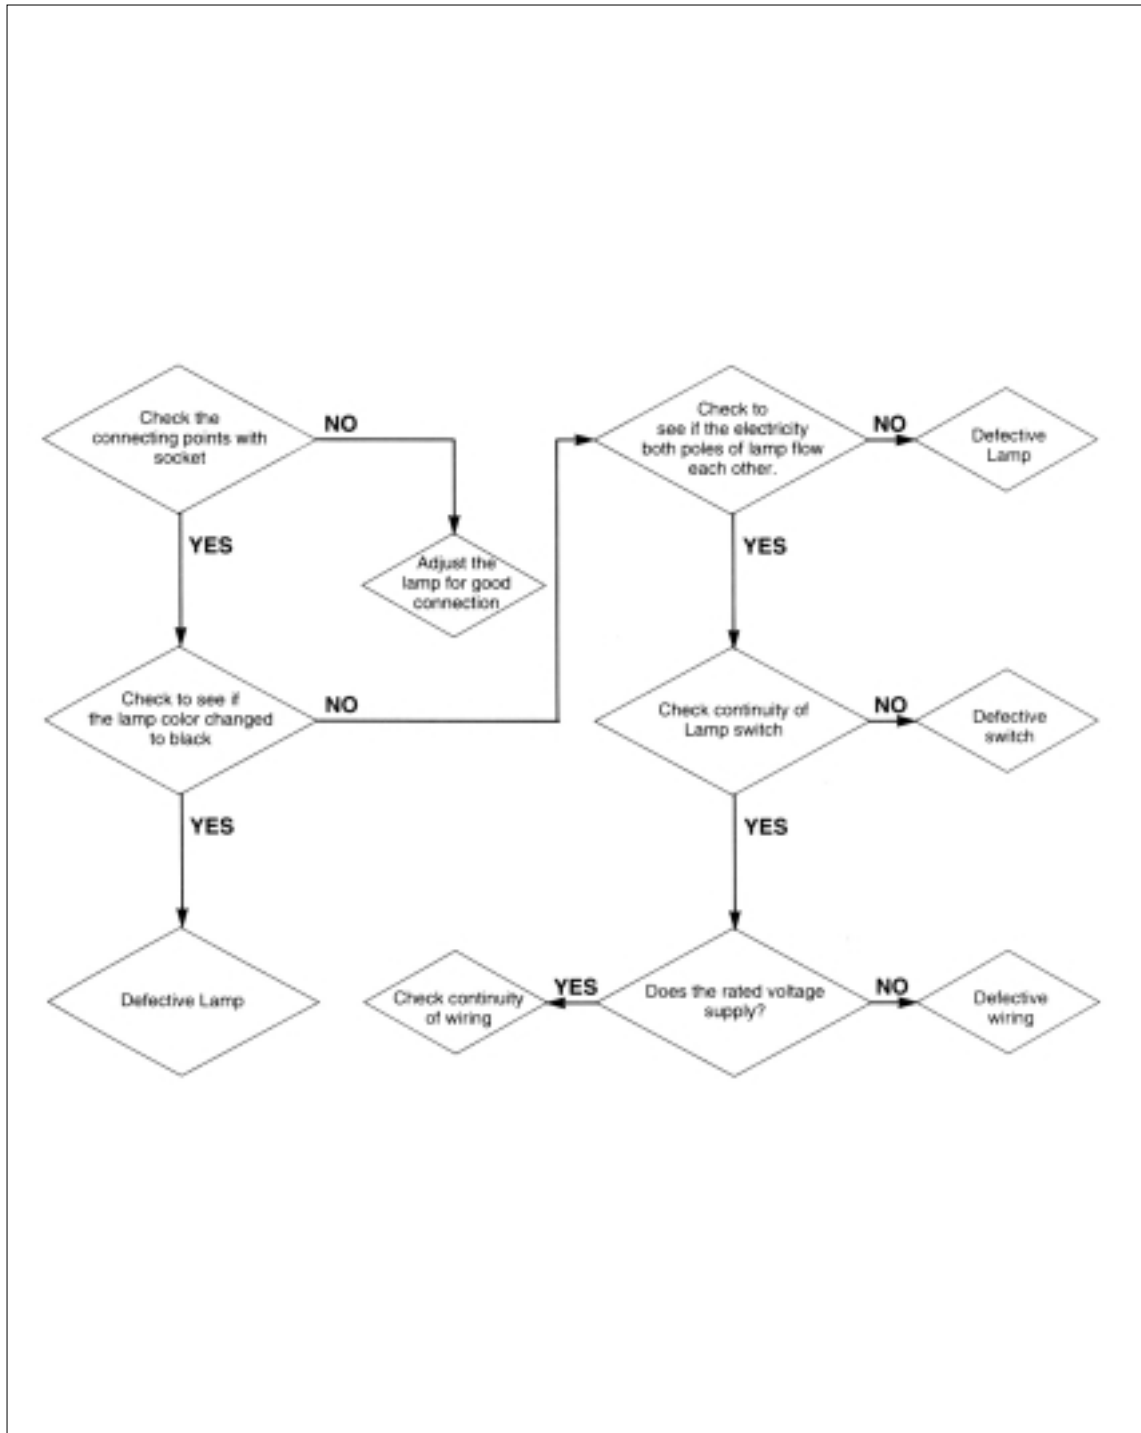 Check the
connecting points with
socket
NO
YES
Adjust the
lamp for good
connection
Check to see if
the lamp color changed
to black
NO
YES
Defective Lamp
Check to
see if the electricity
both poles of lamp flow
each other.
NO
Defective
Lamp
YES
Check continuity of
Lamp switch
NO
Defective
switch
YES
Does the rated voltage
supply?
YES
Check continuity
of wiring
NO
Defective
wiring